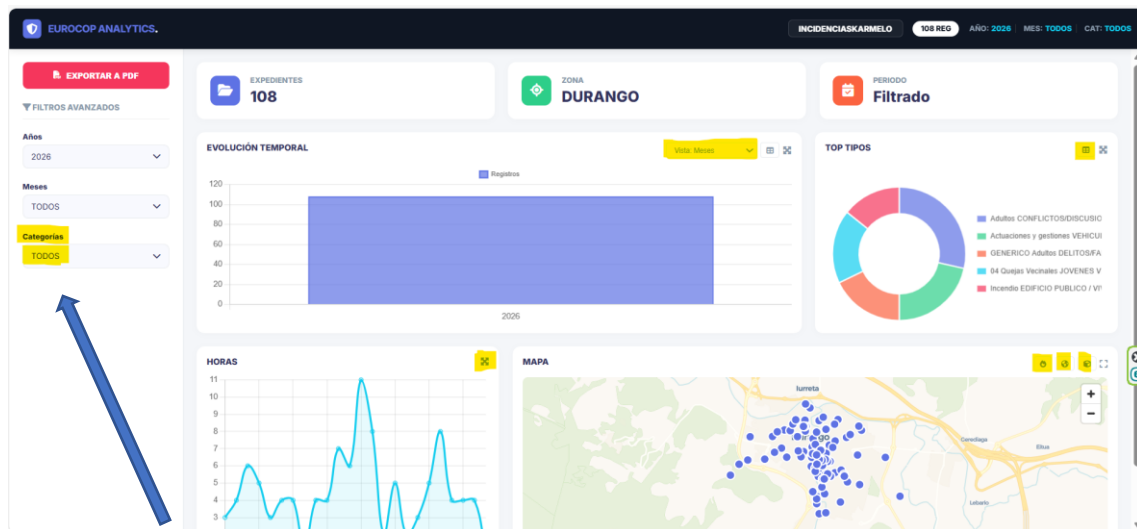 EUROCOP ANALYTICS.
INCIDENCIASKARMELO
108 REG
AÑO: 2026
MES: TODOS
CAT: TODOS
EXPORTAR A PDF
FILTROS AVANZADOS
Años
2026
Meses
TODOS
Categorías
TODOS
EXPEDIENTES
108
ZONA
DURANGO
PERIODO
Filtrado
EVOLUCIÓN TEMPORAL
Vista: Meses
Registros
120
100
80
60
40
20
0
2026
TOP TIPOS
Adultos CONFLICTOS/DISCUSIO
Actuaciones y gestiones VEHICUI
GENERICO Adultos DELITOS/FA
04 Quejas Vecinales JOVENES V
Incendio EDIFICIO PUBLICO / VI
HORAS
11
10
9
8
7
6
5
4
3
MAPA
Iurreta
+
−